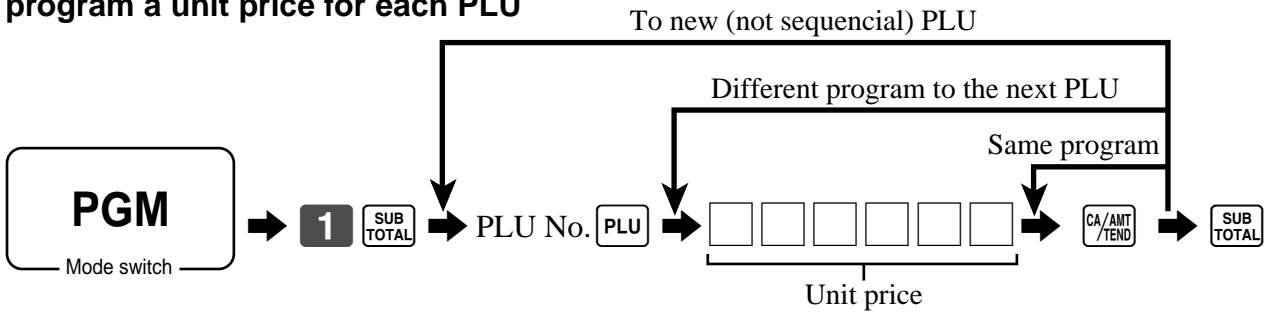 program a unit price for each PLU
To new (not sequencial) PLU
Different program to the next PLU
Same program
PGM
Mode switch
1 SUB TOTAL PLU No. PLU CA/AMT /TEND SUB TOTAL
Unit price